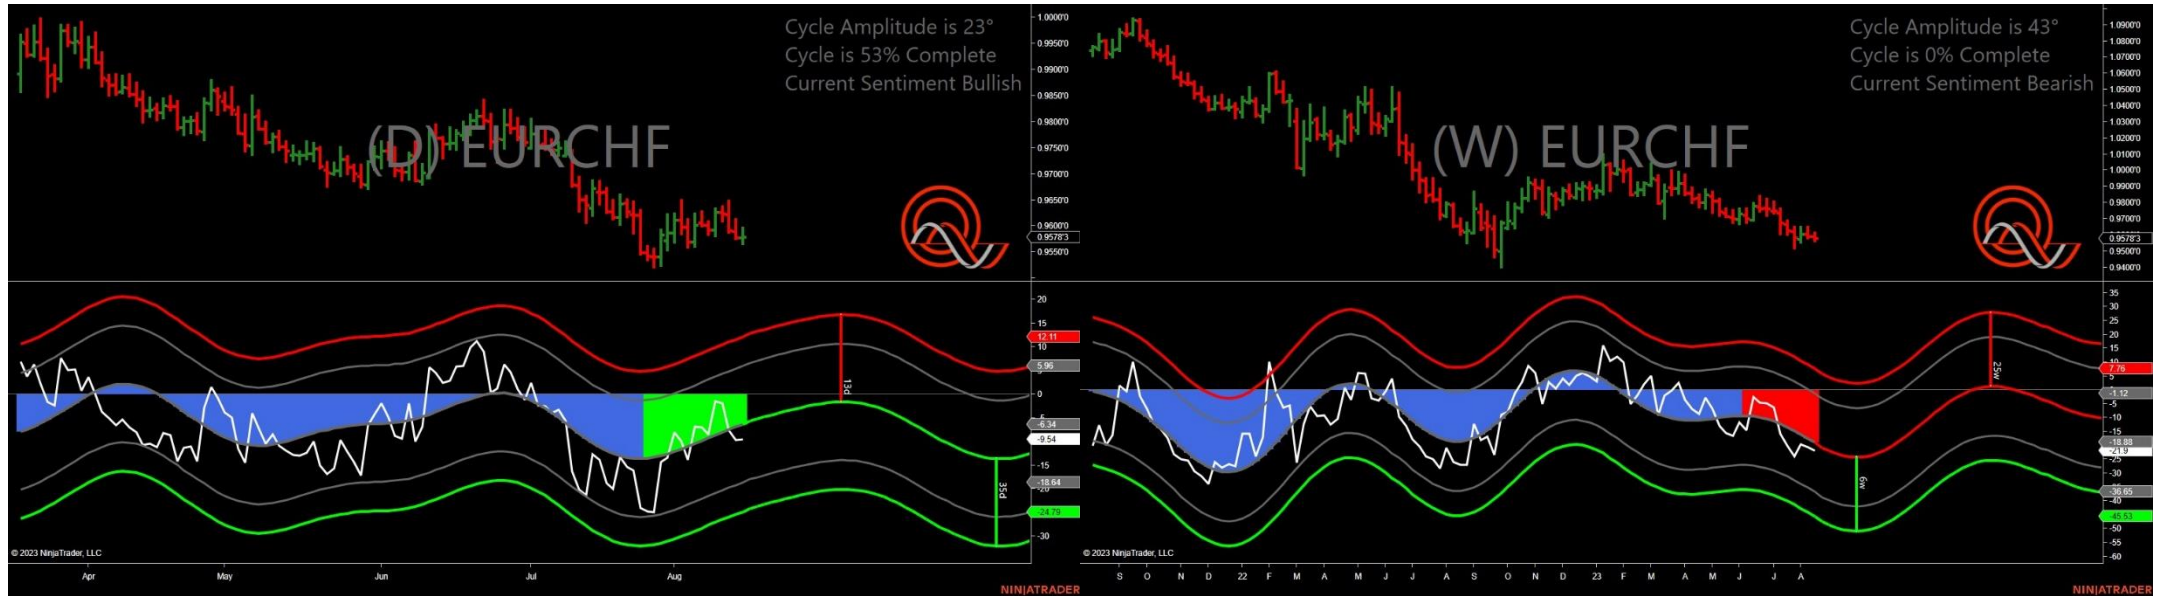 Cycle Amplitude is 23°
Cycle is 53% Complete
Current Sentiment Bullish
(D) EURCHF
1.0000'0
0.9950'0
0.9900'0
0.9850'0
0.9800'0
0.9750'0
0.9700'0
0.9650'0
0.9600'0
0.9578'3
0.9550'0
20
15
12.11
10
5.96
0
-6.34
-9.54
-15
-18.64
-24.79
-30
13d
35d
© 2023 NinjaTrader, LLC
Apr
May
Jun
Jul
Aug
NINJATRADER
Cycle Amplitude is 43°
Cycle is 0% Complete
Current Sentiment Bearish
(W) EURCHF
1.0900'0
1.0800'0
1.0700'0
1.0600'0
1.0500'0
1.0400'0
1.0300'0
1.0200'0
1.0100'0
1.0000'0
0.9900'0
0.9800'0
0.9700'0
0.9578'3
0.9500'0
0.9400'0
35
30
25
20
15
7.76
5
-1.12
-5
-10
-15
-18.88
-21.9
-25
-30
-36.65
-40
-45.53
-50
-55
-60
25w
6w
© 2023 NinjaTrader, LLC
S O N D 22 F M A M J J A S O N D 23 F M A M J J A
NINJATRADER